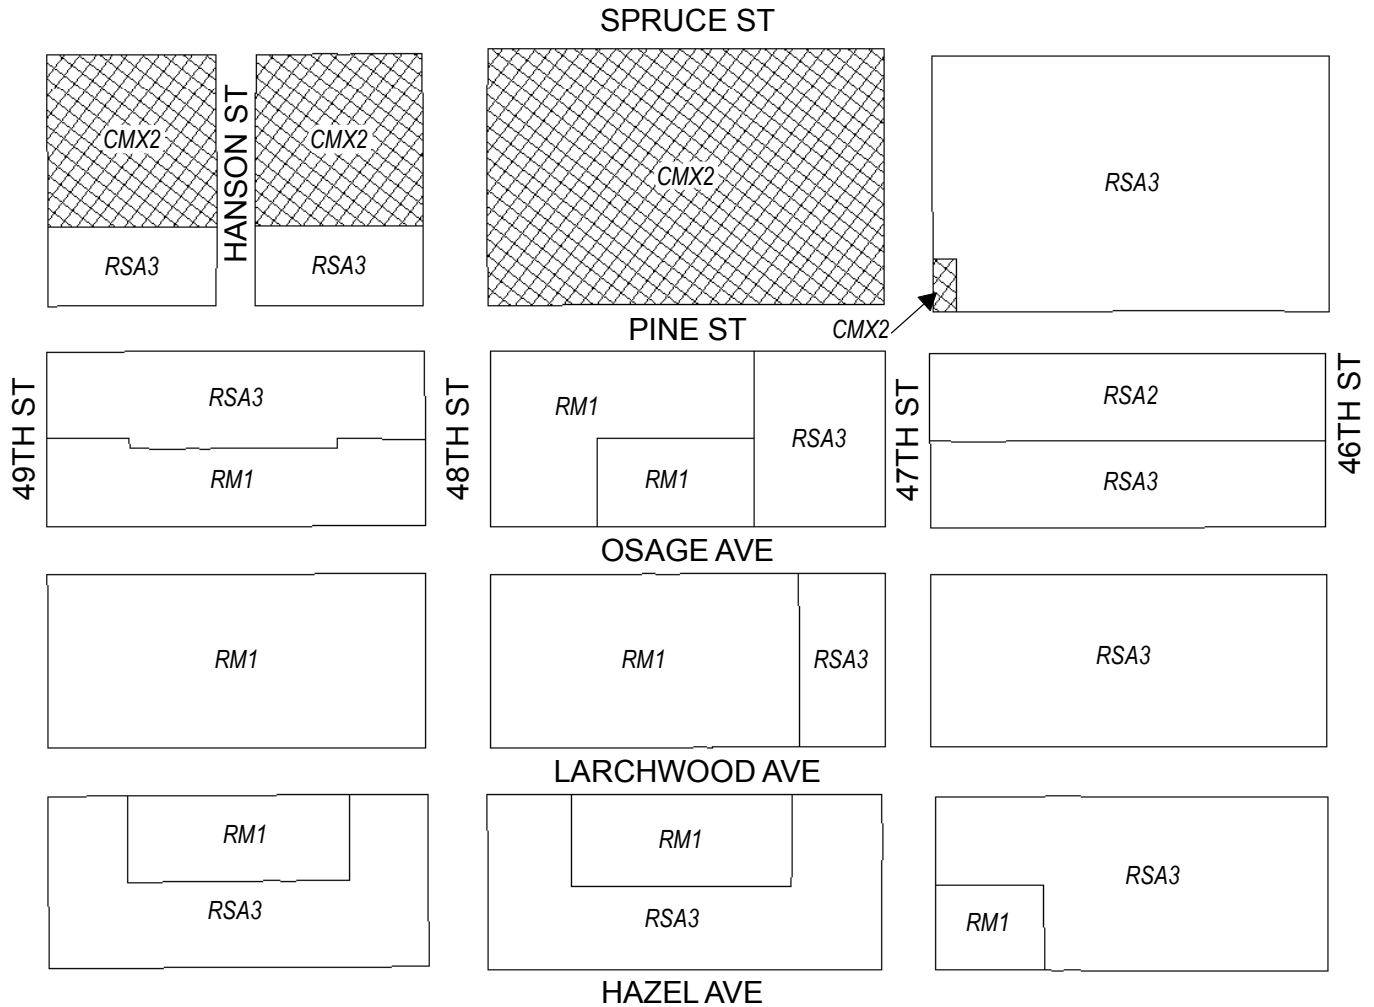 SPRUCE ST
CMX2
HANSON ST
CMX2
CMX2
RSA3
RSA3
RSA3
PINE ST
CMX2
49TH ST
RSA3
RM1
48TH ST
RM1
RM1
RSA3
47TH ST
RSA2
RSA3
46TH ST
OSAGE AVE
RM1
RM1
RSA3
RSA3
LARCHWOOD AVE
RM1
RSA3
RM1
RSA3
RSA3
RM1
HAZEL AVE